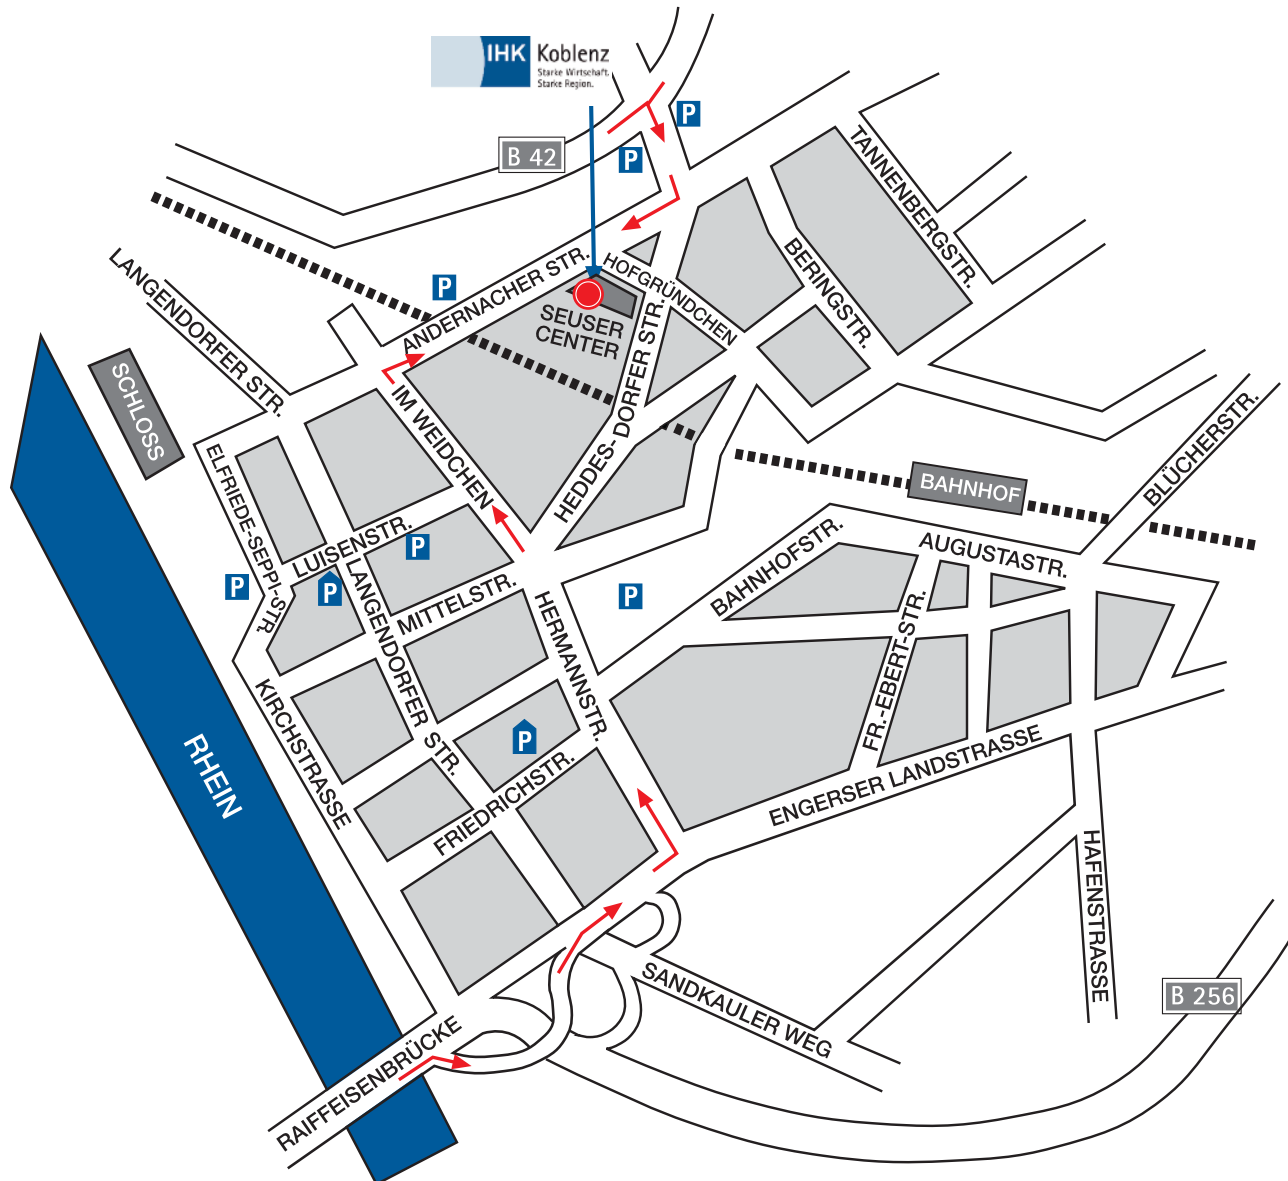 IHK Koblenz
Starke Wirtschaft.
Starke Region.
P
B 42
P
TANNENBERGSTR.
LANGENDORFER STR.
P
ANDERNACHER STR.
HOFGRÜNDCHEN
BERINGSTR.
SEUSER
CENTER
SCHLOSS
IM WEIDCHEN
HEDDES-DORFER STR.
BAHNHOF
BLÜCHERSTR.
ELFRIEDE-SEPPI-STR.
LUISENSTR.
P
BAHNHOFSTR.
AUGUSTASTR.
P
P
LANGENDORFER STR.
MITTELSTR.
HERMANNSTR.
P
FR.-EBERT-STR.
KIRCHSTRASSE
RHEIN
P
FRIEDRICHSTR.
ENGERSER LANDSTRASSE
HAFENSTRASSE
SANDKAULER WEG
B 256
RAIFFEISENBRÜCKE